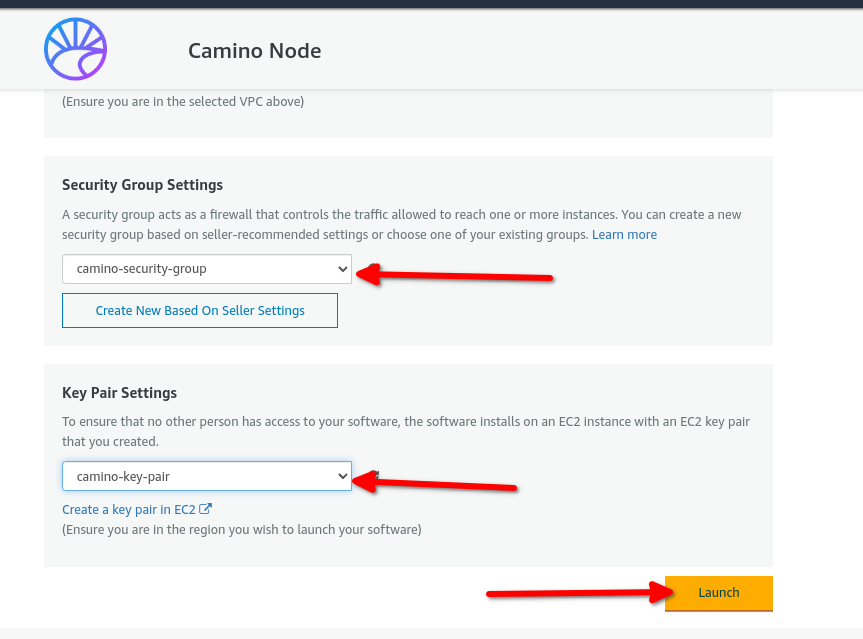 Camino Node
(Ensure you are in the selected VPC above)
Security Group Settings
A security group acts as a firewall that controls the traffic allowed to reach one or more instances. You can create a new
security group based on seller-recommended settings or choose one of your existing groups. Learn more
camino-security-group
Create New Based On Seller Settings
Key Pair Settings
To ensure that no other person has access to your software, the software installs on an EC2 instance with an EC2 key pair
that you created.
camino-key-pair
Create a key pair in EC2
(Ensure you are in the region you wish to launch your software)
Launch